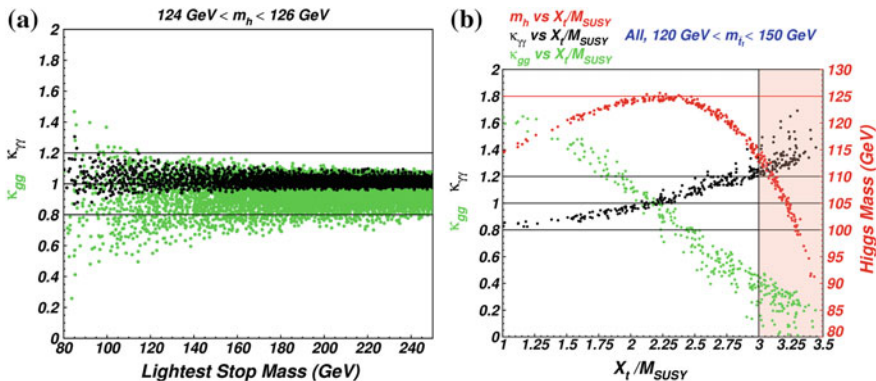 (a)
124 GeV < m_h < 126 GeV
κ_gg κ_γγ
2
1.8
1.6
1.4
1.2
1
0.8
0.6
0.4
0.2
0
80 100 120 140 160 180 200 220 240
Lightest Stop Mass (GeV)
(b)
m_h vs X_t/M_SUSY
κ_γγ vs X_t/M_SUSY
κ_gg vs X_t/M_SUSY
All, 120 GeV < m_t̃₁ < 150 GeV
κ_gg κ_γγ
2
1.8
1.6
1.4
1.2
1
0.8
0.6
0.4
0.2
0
1 1.25 1.5 1.75 2 2.25 2.5 2.75 3 3.25 3.5
X_t/M_SUSY
125
125
120
115
110
105
100
95
90
85
80
Higgs Mass (GeV)